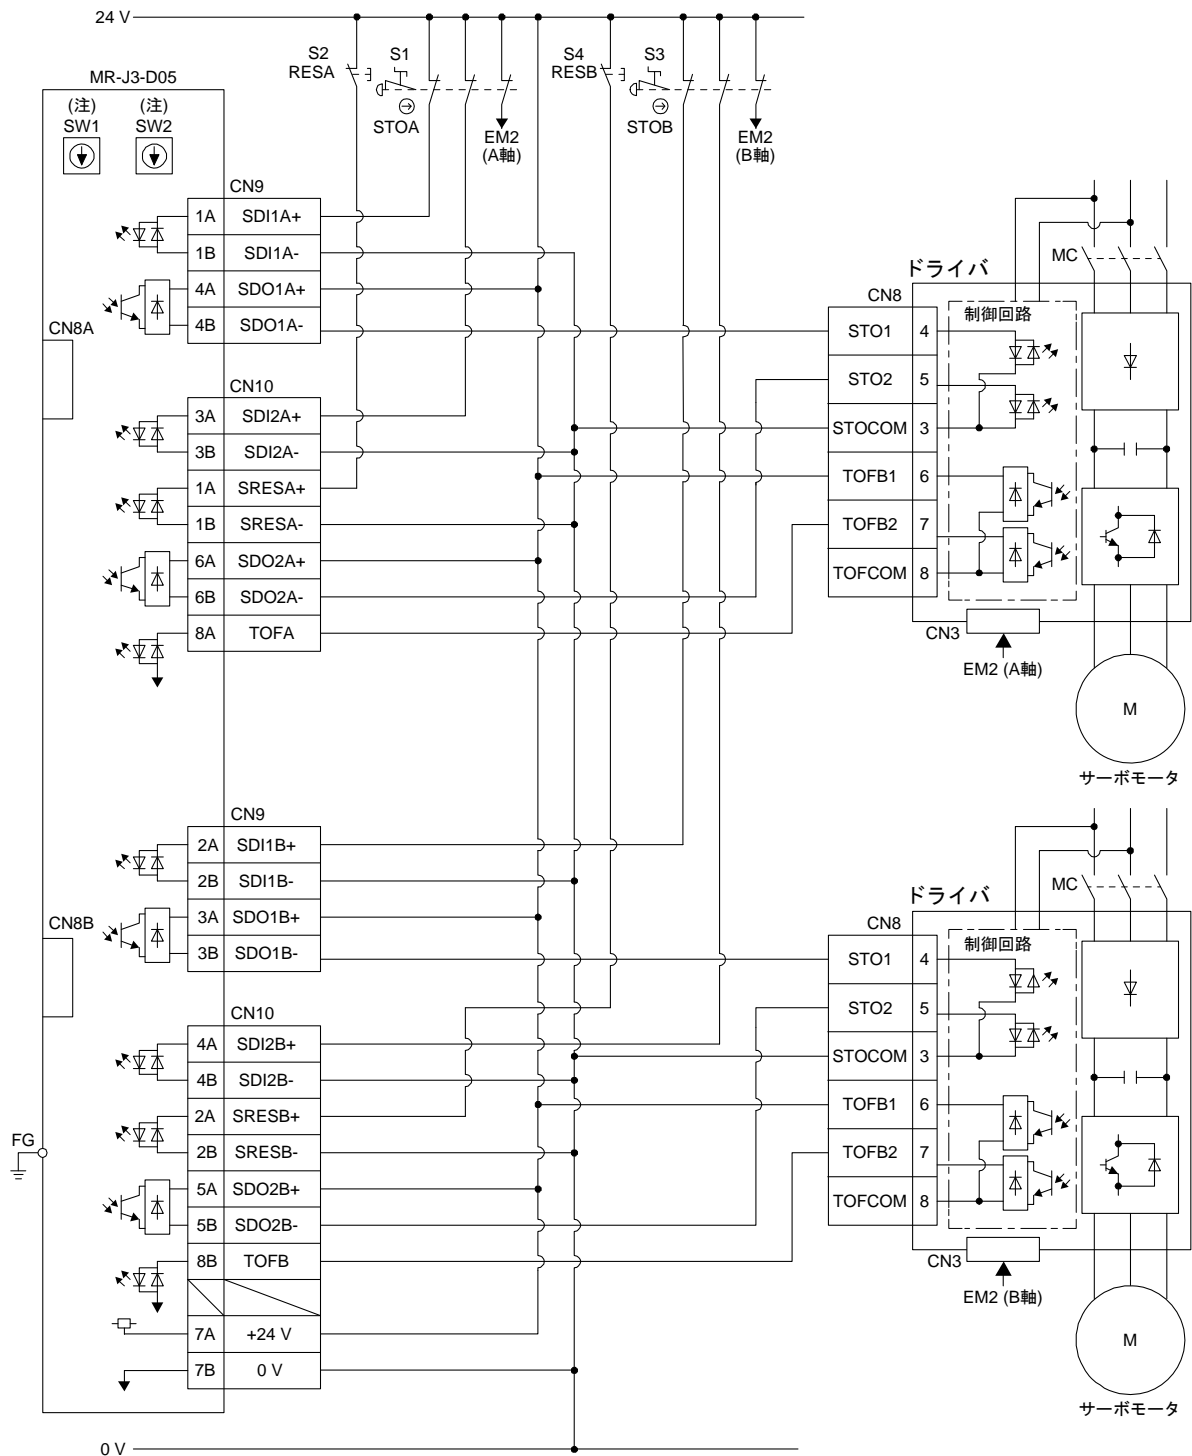 24 V
S2
RESA
S1
STOA
EM2
(A軸)
S4
RESB
S3
STOB
EM2
(B軸)
MR-J3-D05
(注)
SW1
(注)
SW2
CN8A
CN9
1A SDI1A+
1B SDI1A-
4A SDO1A+
4B SDO1A-
CN10
3A SDI2A+
3B SDI2A-
1A SRESA+
1B SRESA-
6A SDO2A+
6B SDO2A-
8A TOFA
MC
ドライバ
CN8
制御回路
STO1 4
STO2 5
STOCOM 3
TOFB1 6
TOFB2 7
TOFCOM 8
CN3
EM2 (A軸)
M
サーボモータ
CN8B
CN9
2A SDI1B+
2B SDI1B-
3A SDO1B+
3B SDO1B-
CN10
4A SDI2B+
4B SDI2B-
2A SRESB+
2B SRESB-
5A SDO2B+
5B SDO2B-
8B TOFB
7A +24 V
7B 0 V
FG
MC
ドライバ
CN8
制御回路
STO1 4
STO2 5
STOCOM 3
TOFB1 6
TOFB2 7
TOFCOM 8
CN3
EM2 (B軸)
M
サーボモータ
0 V